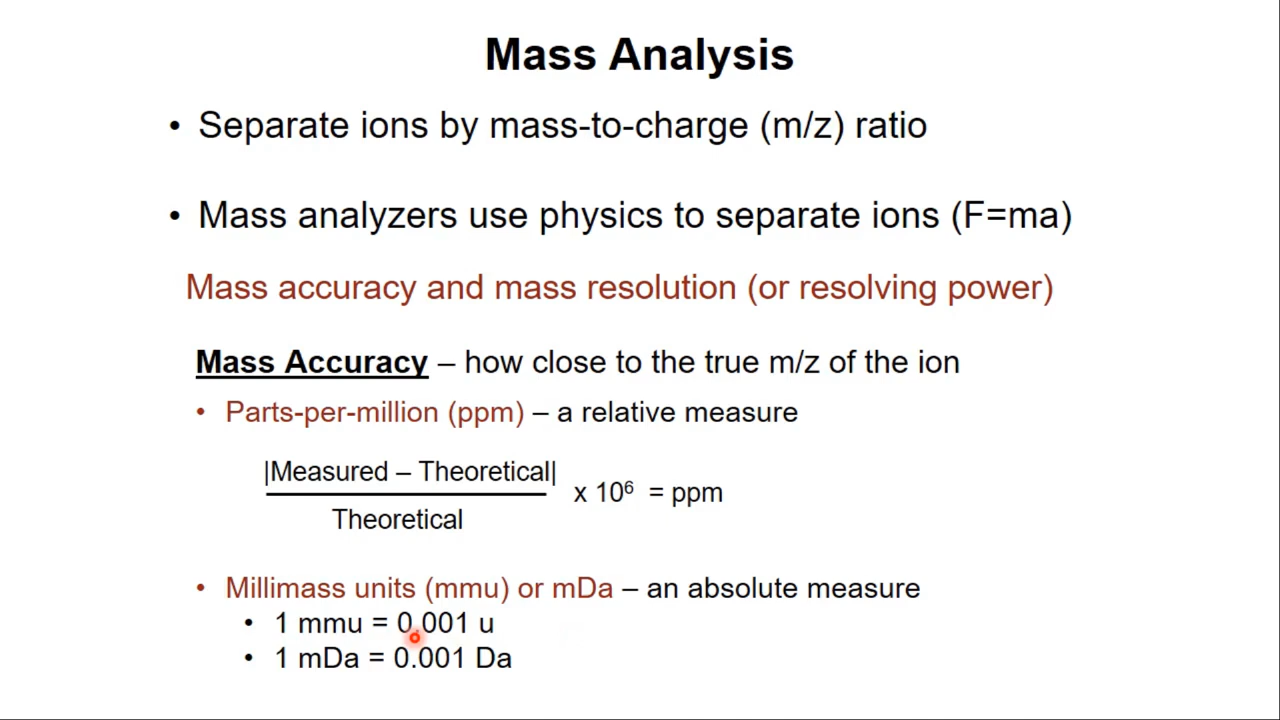 Mass Analysis
• Separate ions by mass-to-charge (m/z) ratio
• Mass analyzers use physics to separate ions (F=ma)
Mass accuracy and mass resolution (or resolving power)
Mass Accuracy – how close to the true m/z of the ion
• Parts-per-million (ppm) – a relative measure
|Measured – Theoretical|
x 10⁶ = ppm
Theoretical
• Millimass units (mmu) or mDa – an absolute measure
• 1 mmu = 0.001 u
• 1 mDa = 0.001 Da